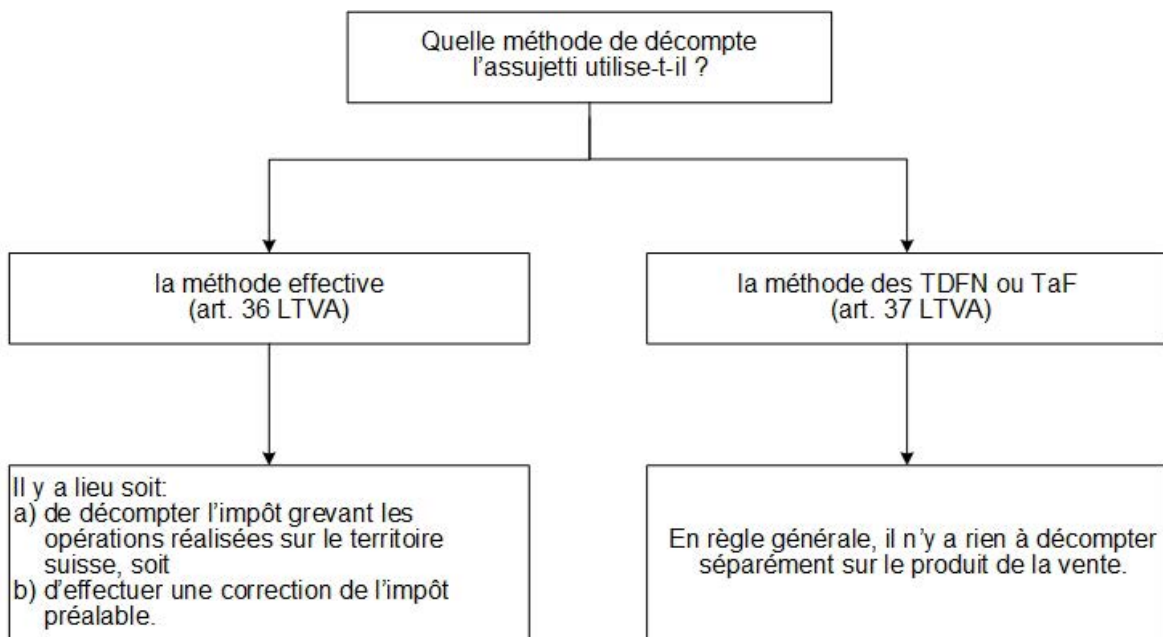 Quelle méthode de décompte
l'assujetti utilise-t-il ?
la méthode effective
(art. 36 LTVA)
la méthode des TDFN ou TaF
(art. 37 LTVA)
Il y a lieu soit:
a) de décompter l'impôt grevant les
opérations réalisées sur le territoire
suisse, soit
b) d'effectuer une correction de l'impôt
préalable.
En règle générale, il n'y a rien à décompter
séparément sur le produit de la vente.